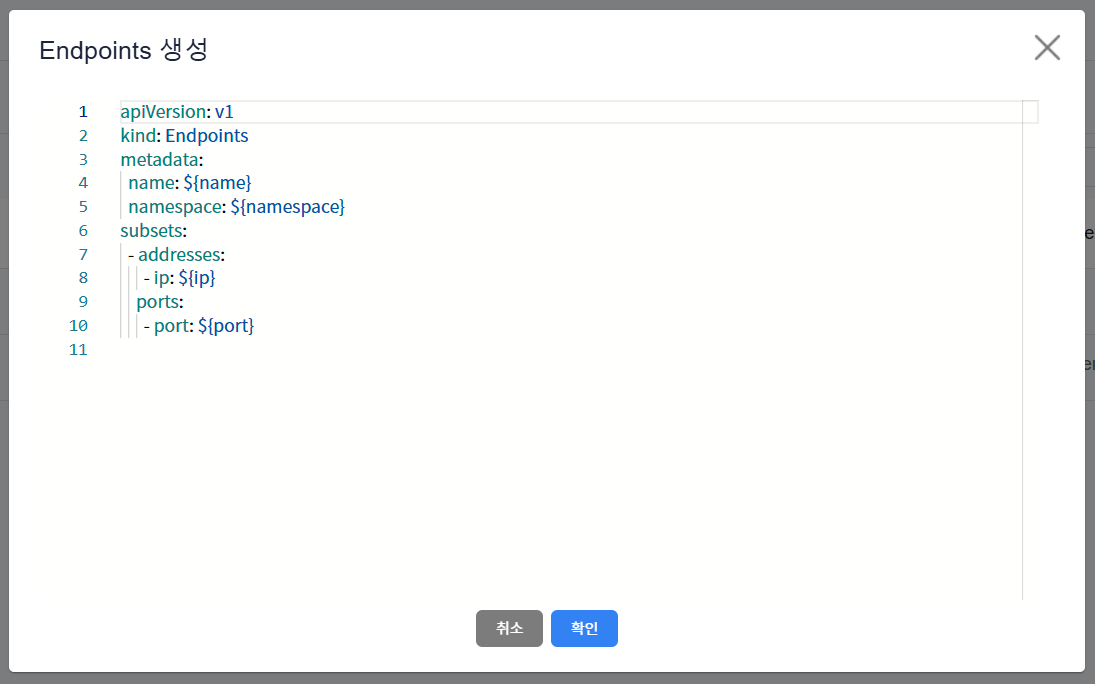 Endpoints 생성
1 apiVersion: v1
2 kind: Endpoints
3 metadata:
4 name: ${name}
5 namespace: ${namespace}
6 subsets:
7 - addresses:
8 - ip: ${ip}
9 ports:
10 - port: ${port}
11
취소 확인